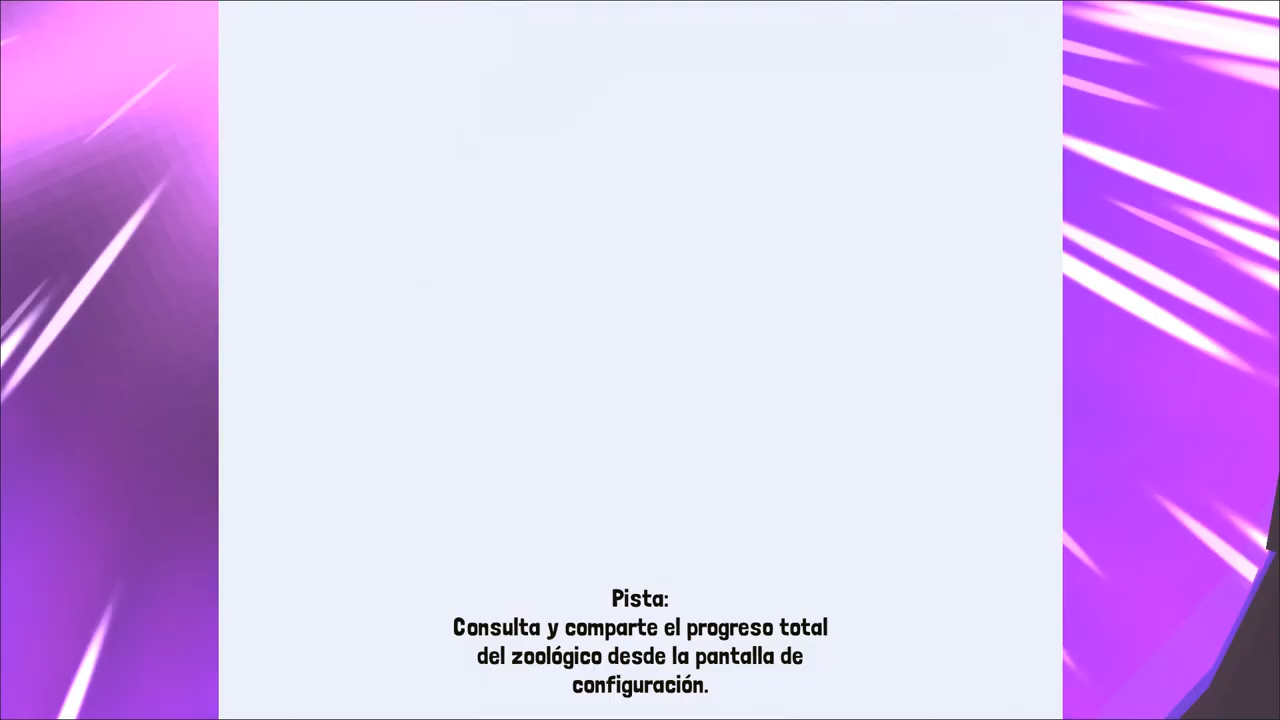 Pista:
Consulta y comparte el progreso total
del zoológico desde la pantalla de
configuración.